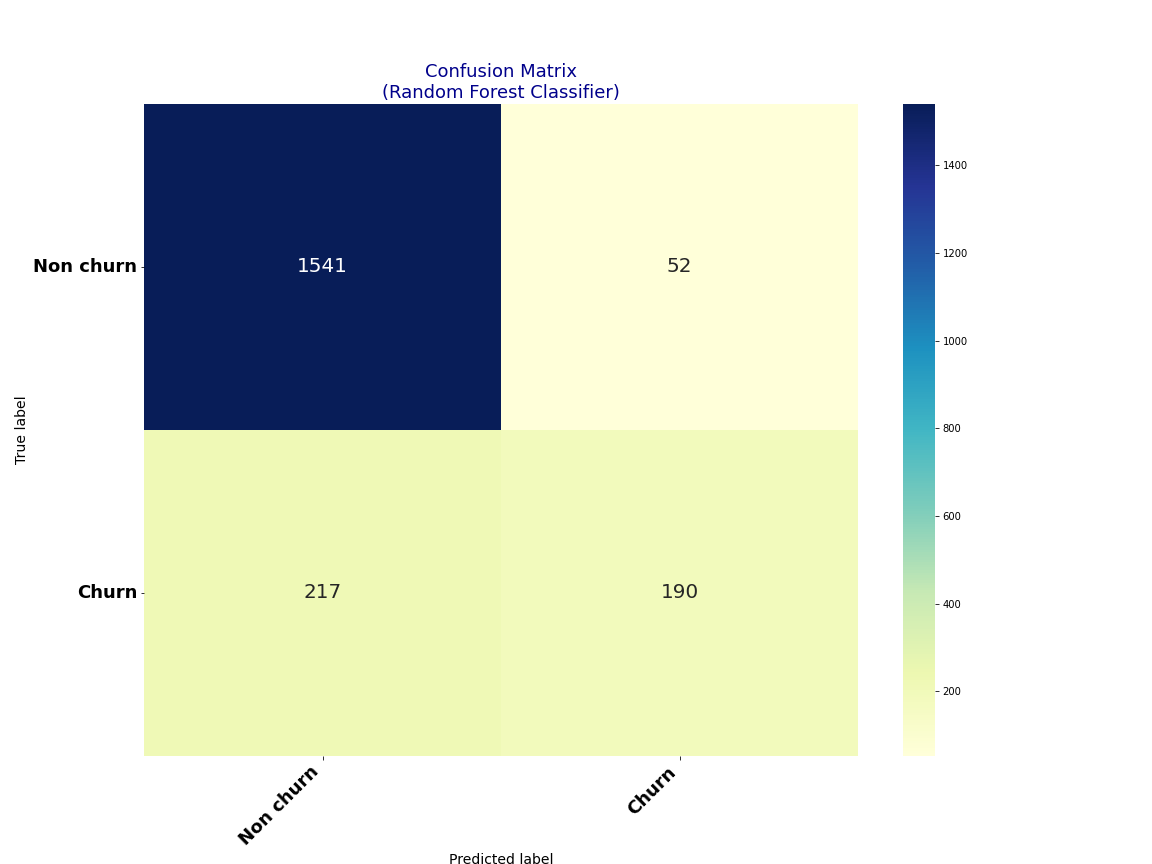 Confusion Matrix
(Random Forest Classifier)
Non churn
1541
52
Churn
217
190
True label
Non churn
Churn
Predicted label
1400
1200
1000
800
600
400
200